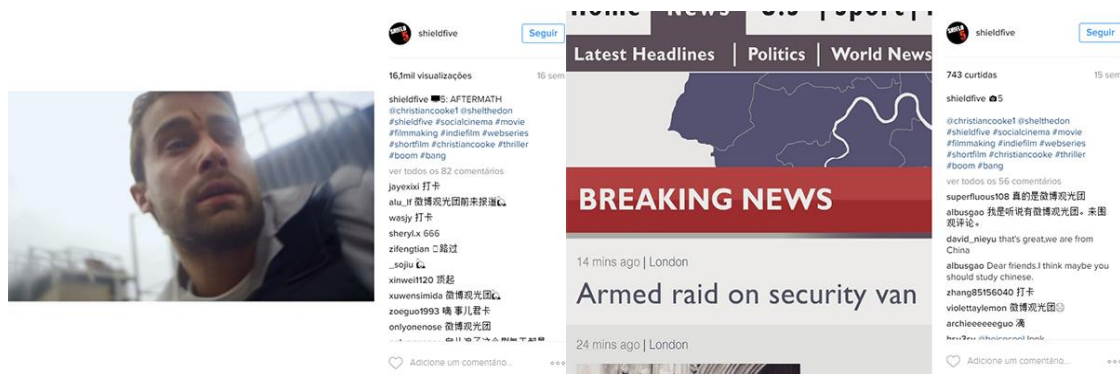 SHIELD 5
shieldfive
Seguir
16,1mil visualizações
16 sem
shieldfive 5: AFTERMATH
@christiancooke1 @shelthedon
#shieldfive #socialcinema #movie
#filmmaking #indiefilm #webseries
#shortfilm #christiancooke #thriller
#boom #bang
ver todos os 82 comentários
jayexixi 打卡
alu_lf 微博观光团前来报道
wasjy 打卡
sheryl.x 666
zifengtian 路过
_sojiu
xinwei1120 顶起
xuwensimida 微博观光团
zoeguo1993 嘀 事儿君卡
onlyonenose 微博观光团
Adicione um comentário...
Home News
Latest Headlines | Politics | World News
BREAKING NEWS
14 mins ago | London
Armed raid on security van
24 mins ago | London
SHIELD 5
shieldfive
Seguir
743 curtidas
15 sem
shieldfive 5
@christiancooke1 @shelthedon
#shieldfive #socialcinema #movie
#filmmaking #indiefilm #webseries
#shortfilm #christiancooke #thriller
#boom #bang
ver todos os 56 comentários
superfluous108 真的是微博观光团
albusgao 我是听说有微博观光团。来围
观评论。
david_nieyu that's great,we are from
China
albusgao Dear friends.I think maybe you
should study chinese.
zhang85156040 打卡
violettaylemon 微博观光团
archieeeeeeguo 滴
Adicione um comentário...